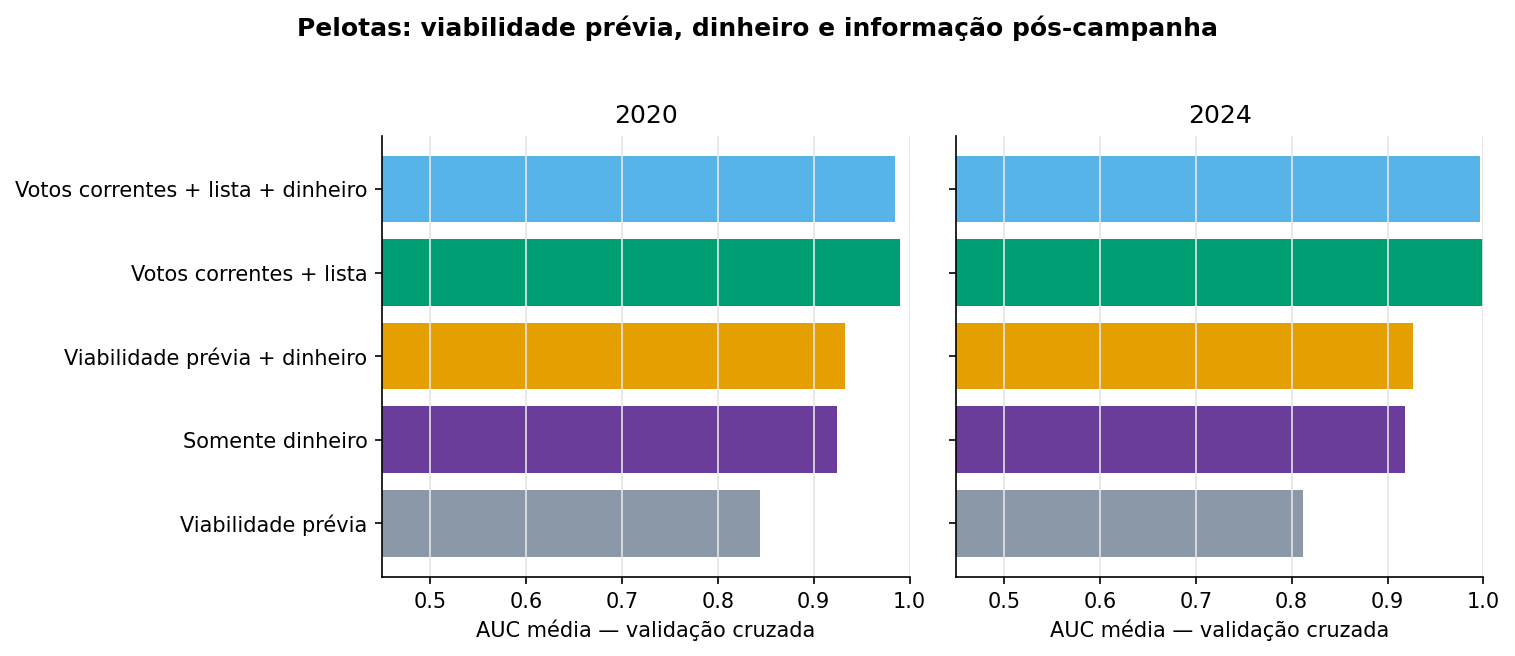 Pelotas: viabilidade prévia, dinheiro e informação pós-campanha
2020
2024
Votos correntes + lista + dinheiro
Votos correntes + lista
Viabilidade prévia + dinheiro
Somente dinheiro
Viabilidade prévia
0.5 0.6 0.7 0.8 0.9 1.0
0.5 0.6 0.7 0.8 0.9 1.0
AUC média — validação cruzada
AUC média — validação cruzada